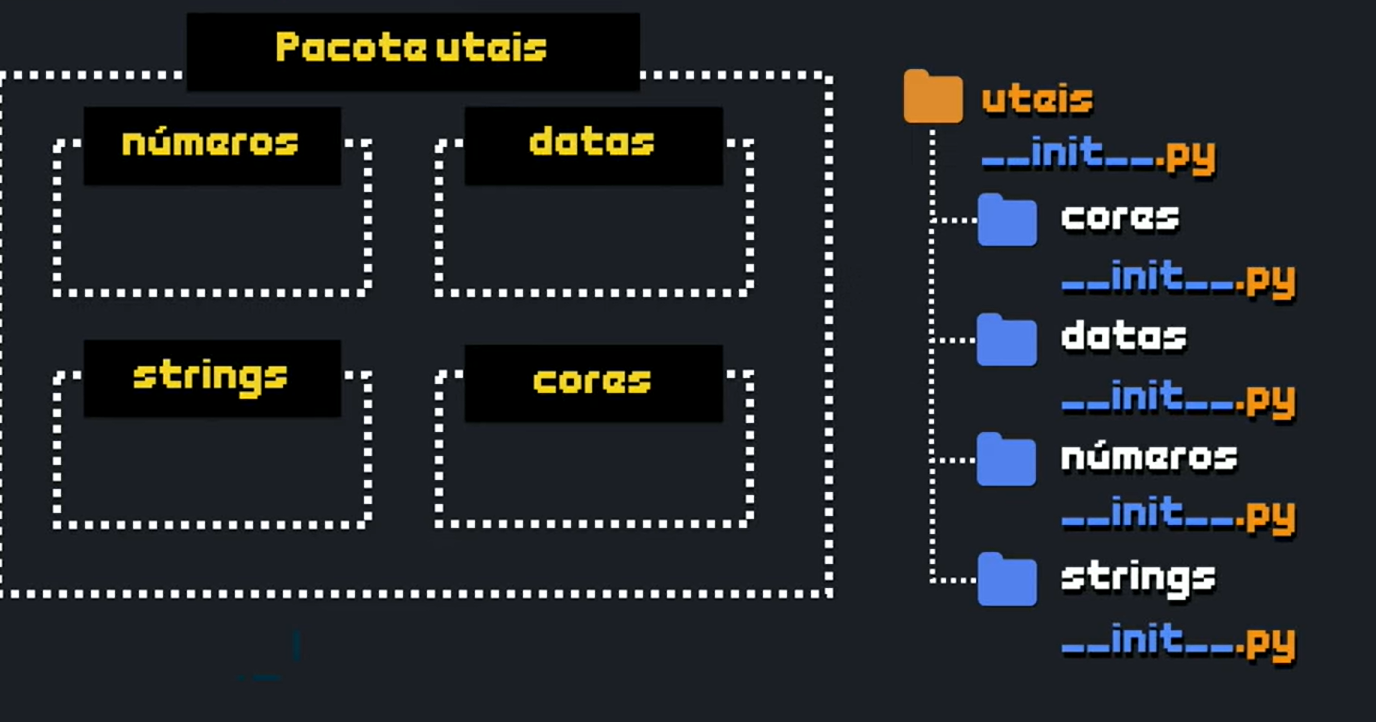 Pacote uteis
números
datas
strings
cores
uteis
__init__.py
cores
__init__.py
datas
__init__.py
números
__init__.py
strings
__init__.py